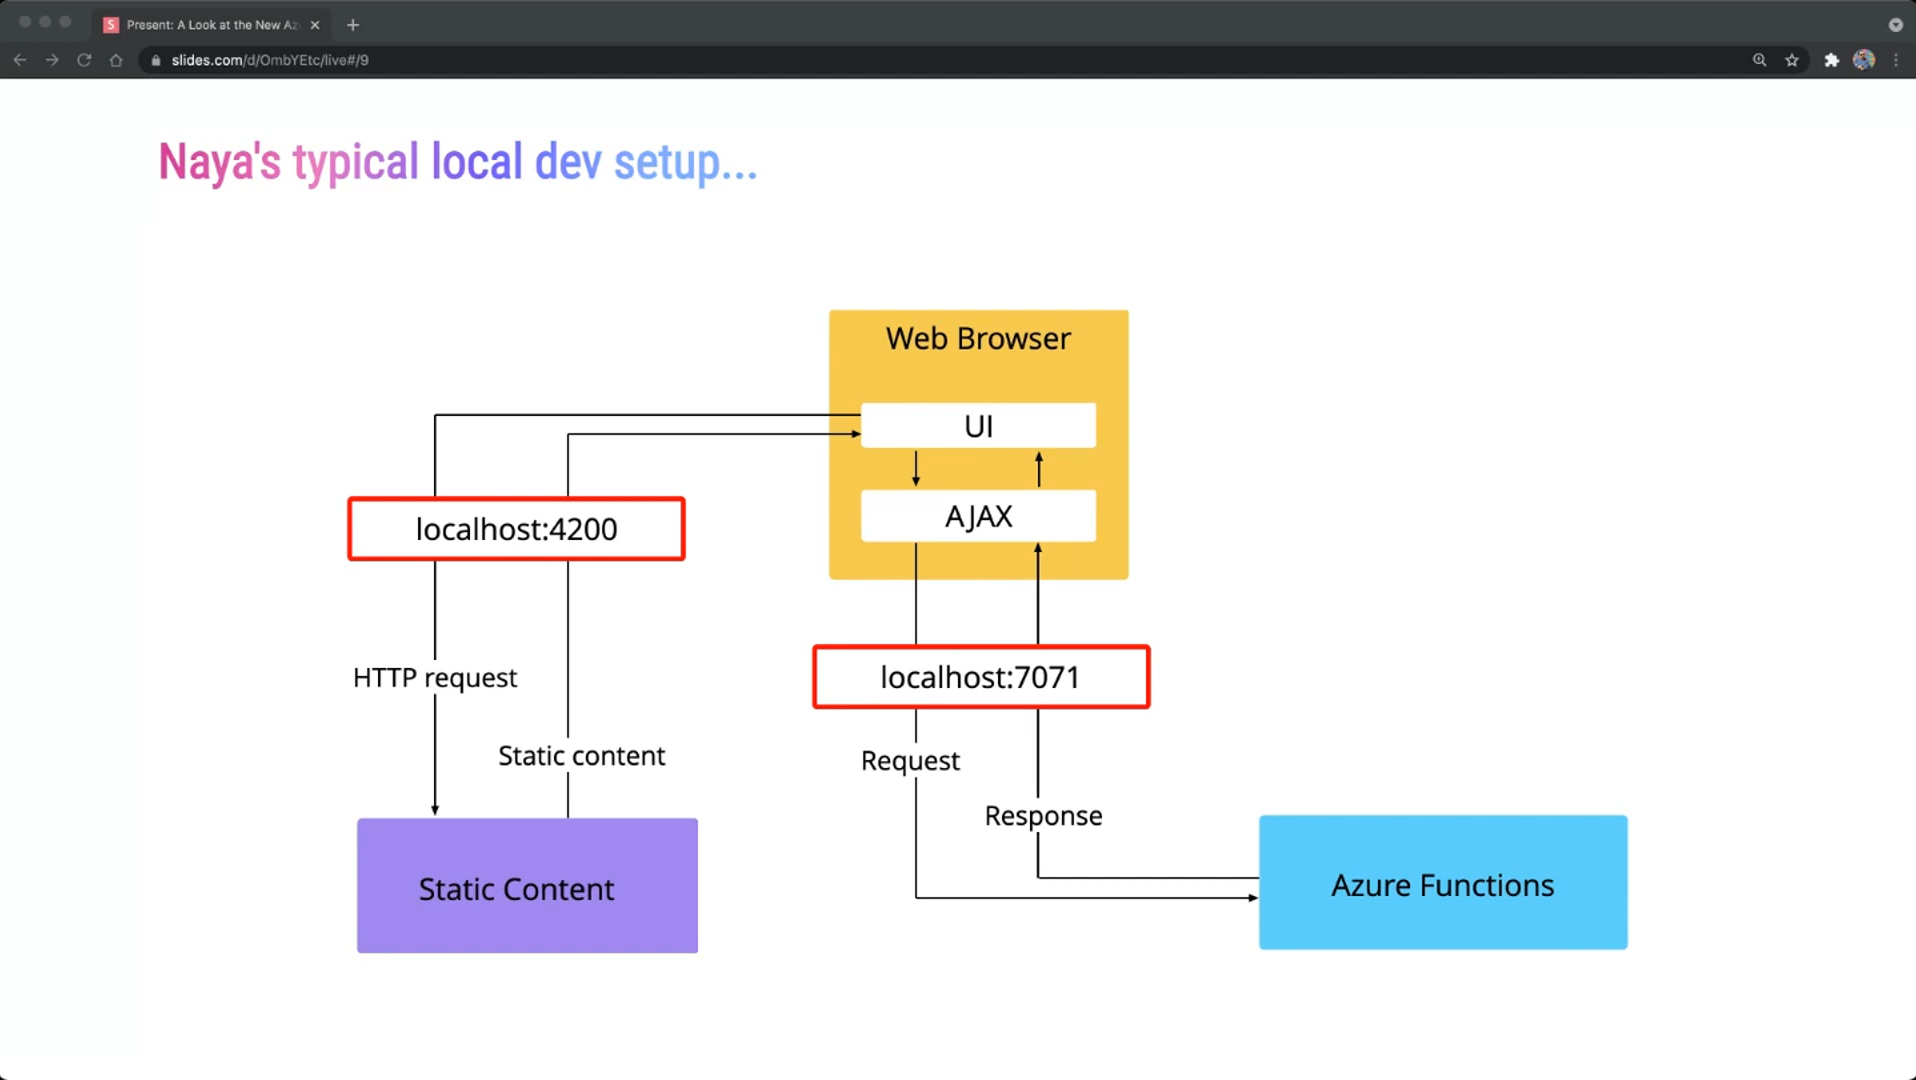 S Present: A Look at the New Az
slides.com/d/OmbYEtc/live#/9
Naya's typical local dev setup...
Web Browser
UI
AJAX
localhost:4200
localhost:7071
HTTP request
Static content
Request
Response
Static Content
Azure Functions